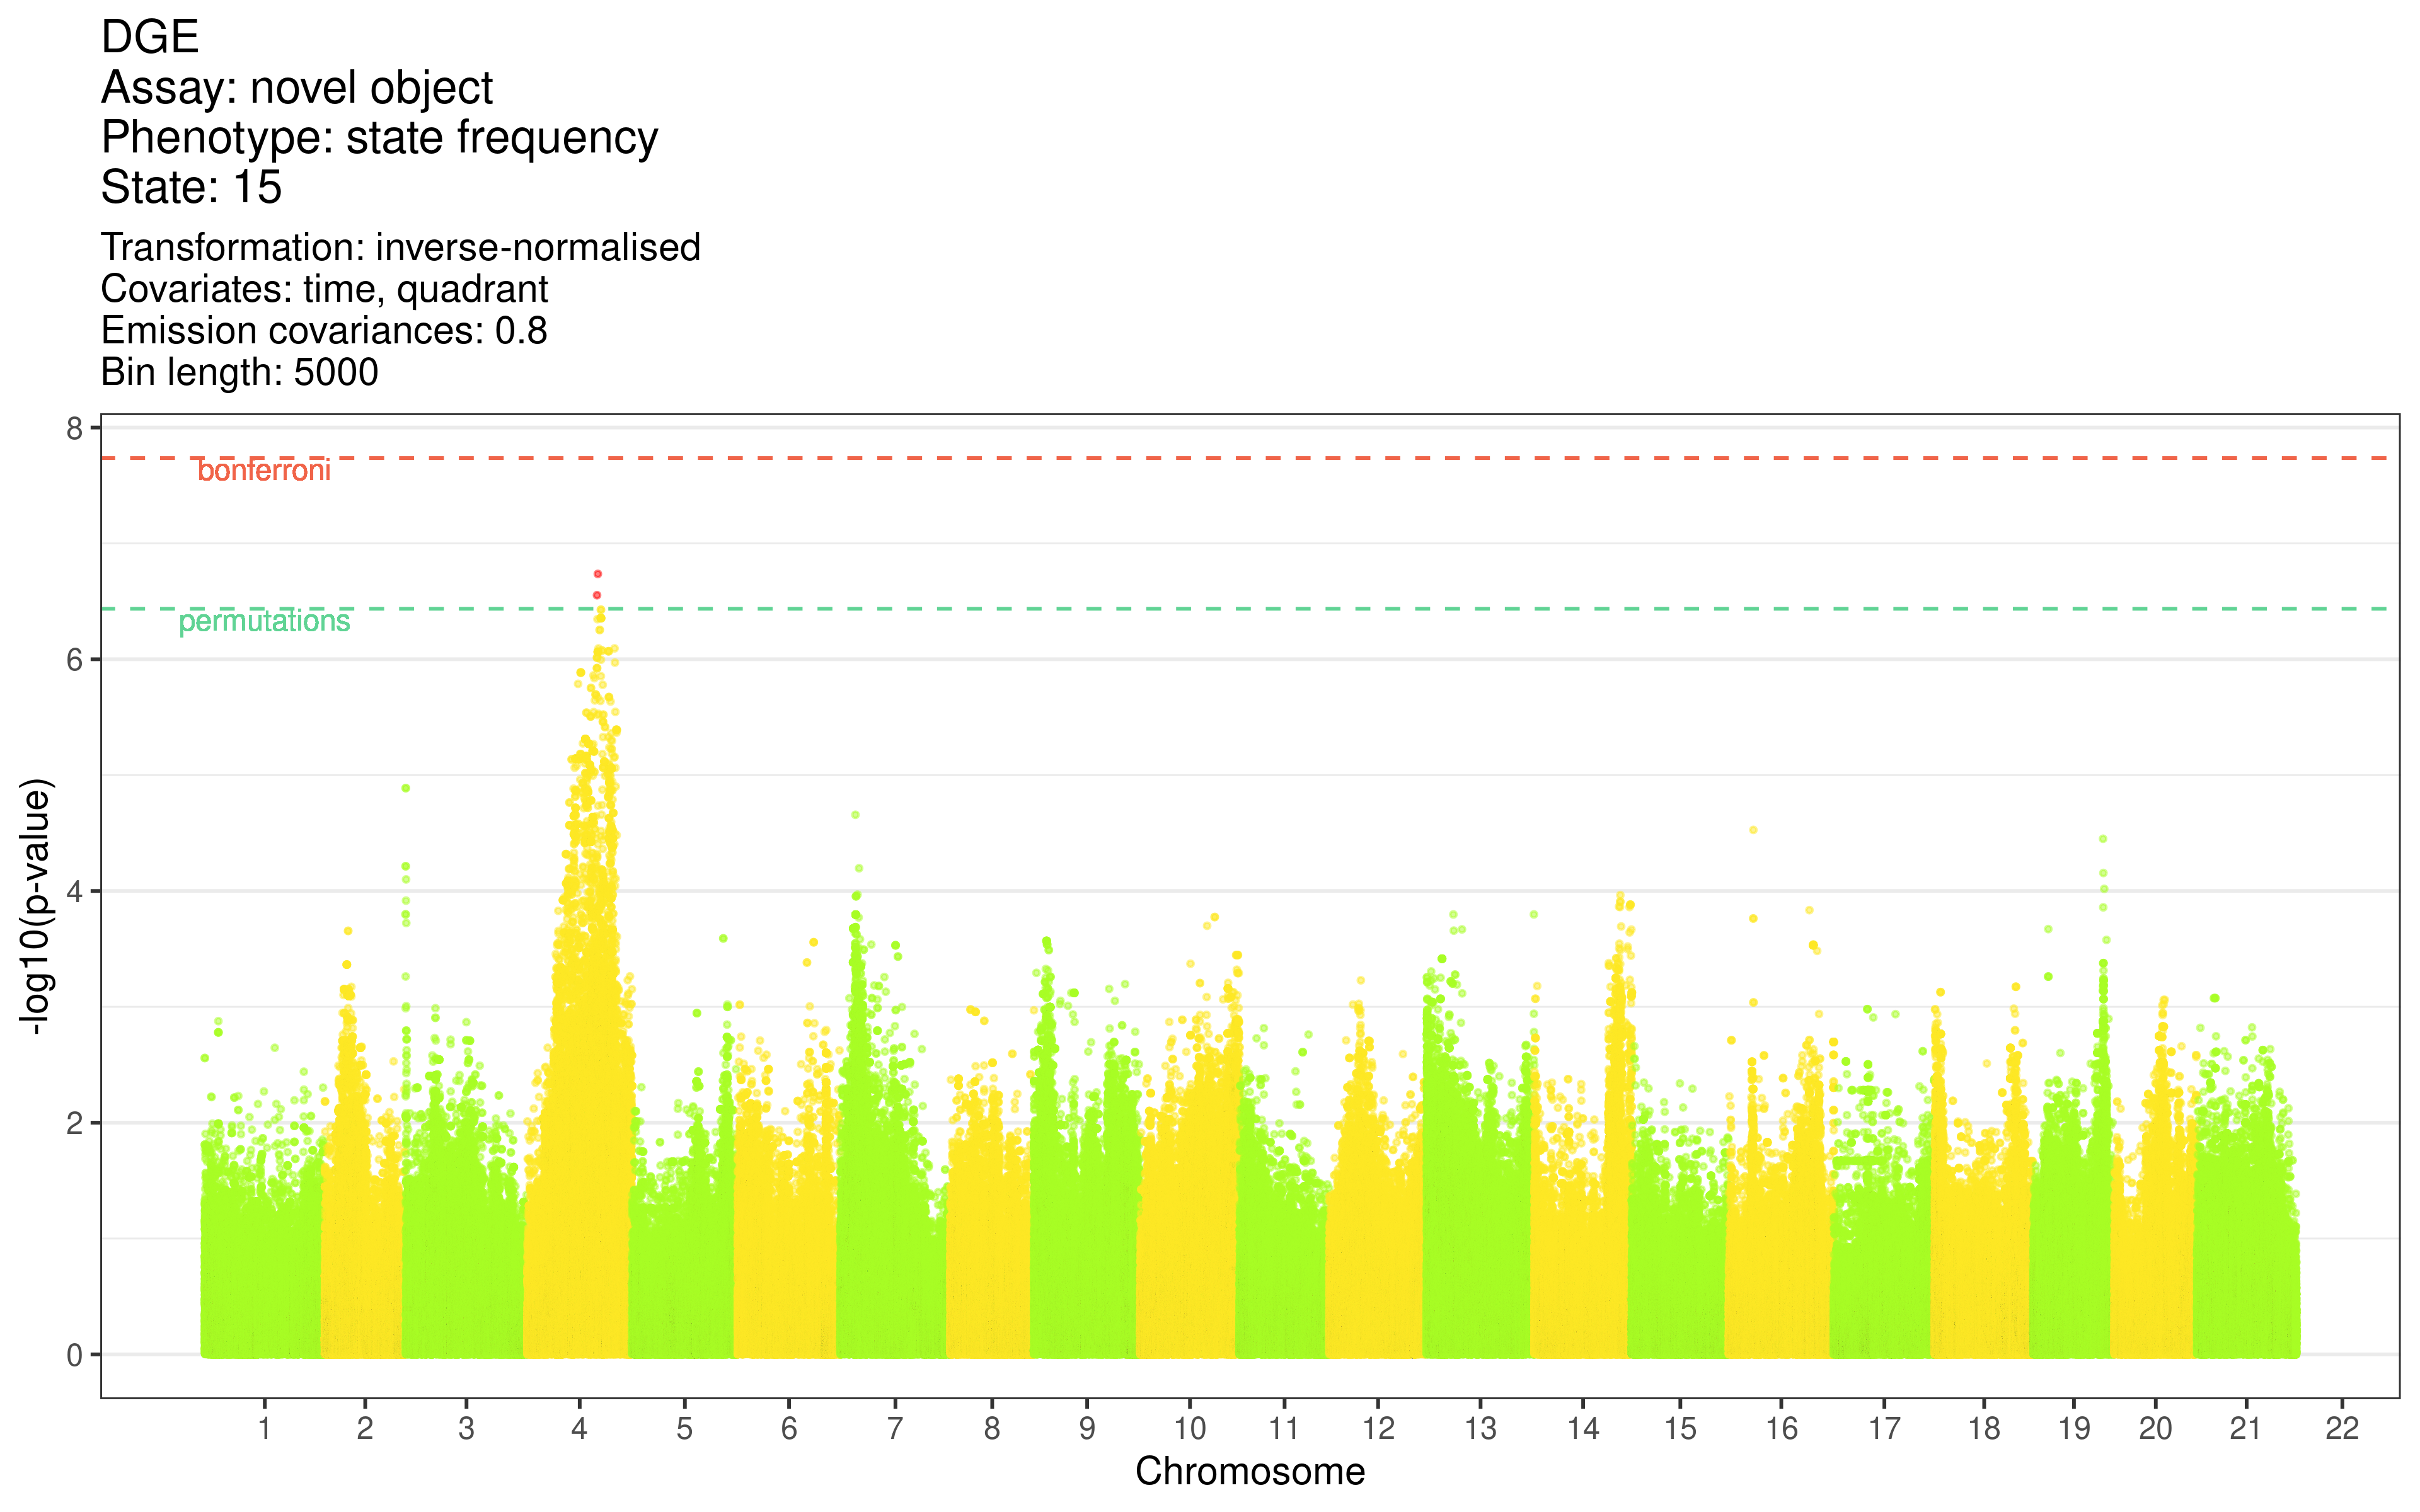 DGE
Assay: novel object
Phenotype: state frequency
State: 15
Transformation: inverse-normalised
Covariates: time, quadrant
Emission covariances: 0.8
Bin length: 5000
8
bonferroni
permutations
6
4
2
0
-log10(p-value)
1 2 3 4 5 6 7 8 9 10 11 12 13 14 15 16 17 18 19 20 21 22
Chromosome